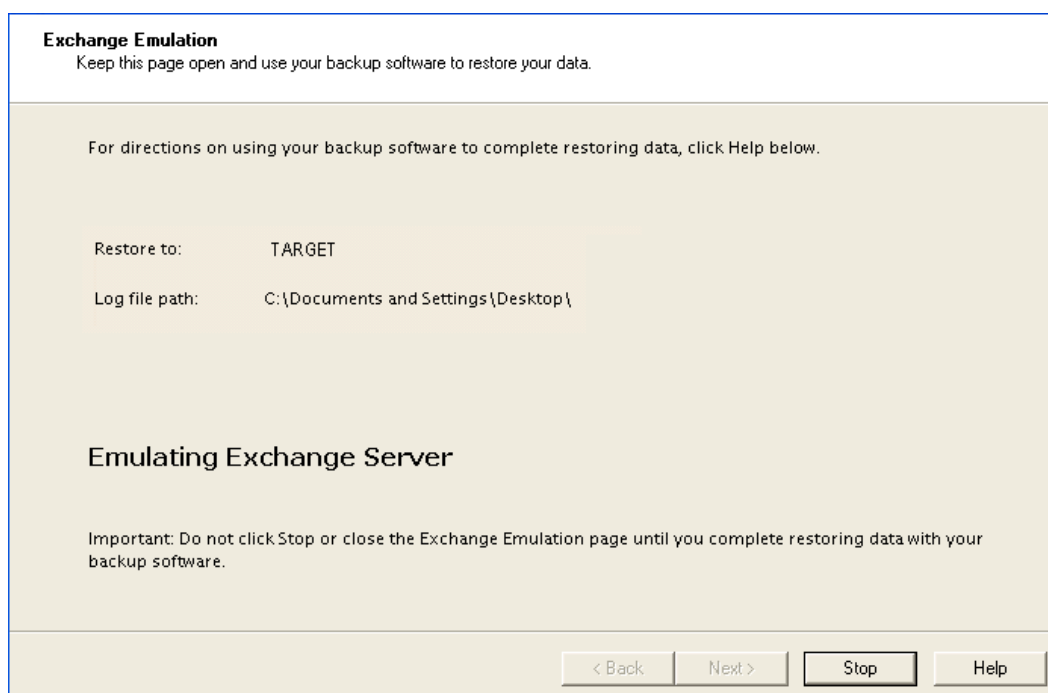 Exchange Emulation
Keep this page open and use your backup software to restore your data.
For directions on using your backup software to complete restoring data, click Help below.
Restore to: TARGET
Log file path: C:\Documents and Settings\Desktop\
Emulating Exchange Server
Important: Do not click Stop or close the Exchange Emulation page until you complete restoring data with your
backup software.
< Back Next > Stop Help